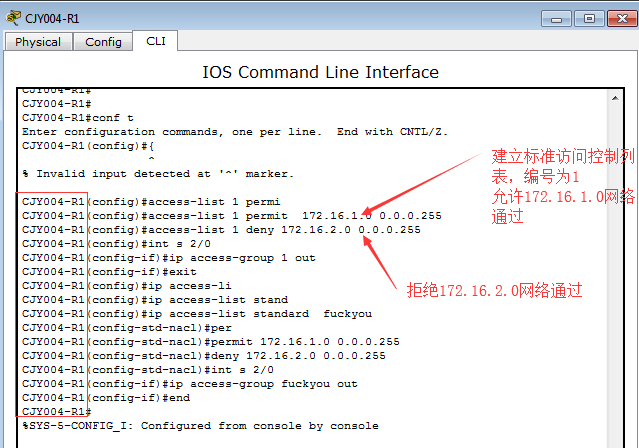 CJY004-R1
Physical Config CLI
IOS Command Line Interface
CJY004-R1#
CJY004-R1#
CJY004-R1#conf t
Enter configuration commands, one per line.  End with CNTL/Z.
CJY004-R1(config)#{
^
% Invalid input detected at '^' marker.
CJY004-R1(config)#access-list 1 permi
CJY004-R1(config)#access-list 1 permit  172.16.1.0 0.0.0.255
CJY004-R1(config)#access-list 1 deny 172.16.2.0 0.0.0.255
CJY004-R1(config)#int s 2/0
CJY004-R1(config-if)#ip access-group 1 out
CJY004-R1(config-if)#exit
CJY004-R1(config)#ip access-li
CJY004-R1(config)#ip access-list stand
CJY004-R1(config)#ip access-list standard  fuckyou
CJY004-R1(config-std-nacl)#per
CJY004-R1(config-std-nacl)#permit 172.16.1.0 0.0.0.255
CJY004-R1(config-std-nacl)#deny 172.16.2.0 0.0.0.255
CJY004-R1(config-std-nacl)#int s 2/0
CJY004-R1(config-if)#ip access-group fuckyou out
CJY004-R1(config-if)#end
CJY004-R1#
%SYS-5-CONFIG_I: Configured from console by console
建立标准访问控制列
表，编号为1
允许172.16.1.0网络
通过
拒绝172.16.2.0网络通过